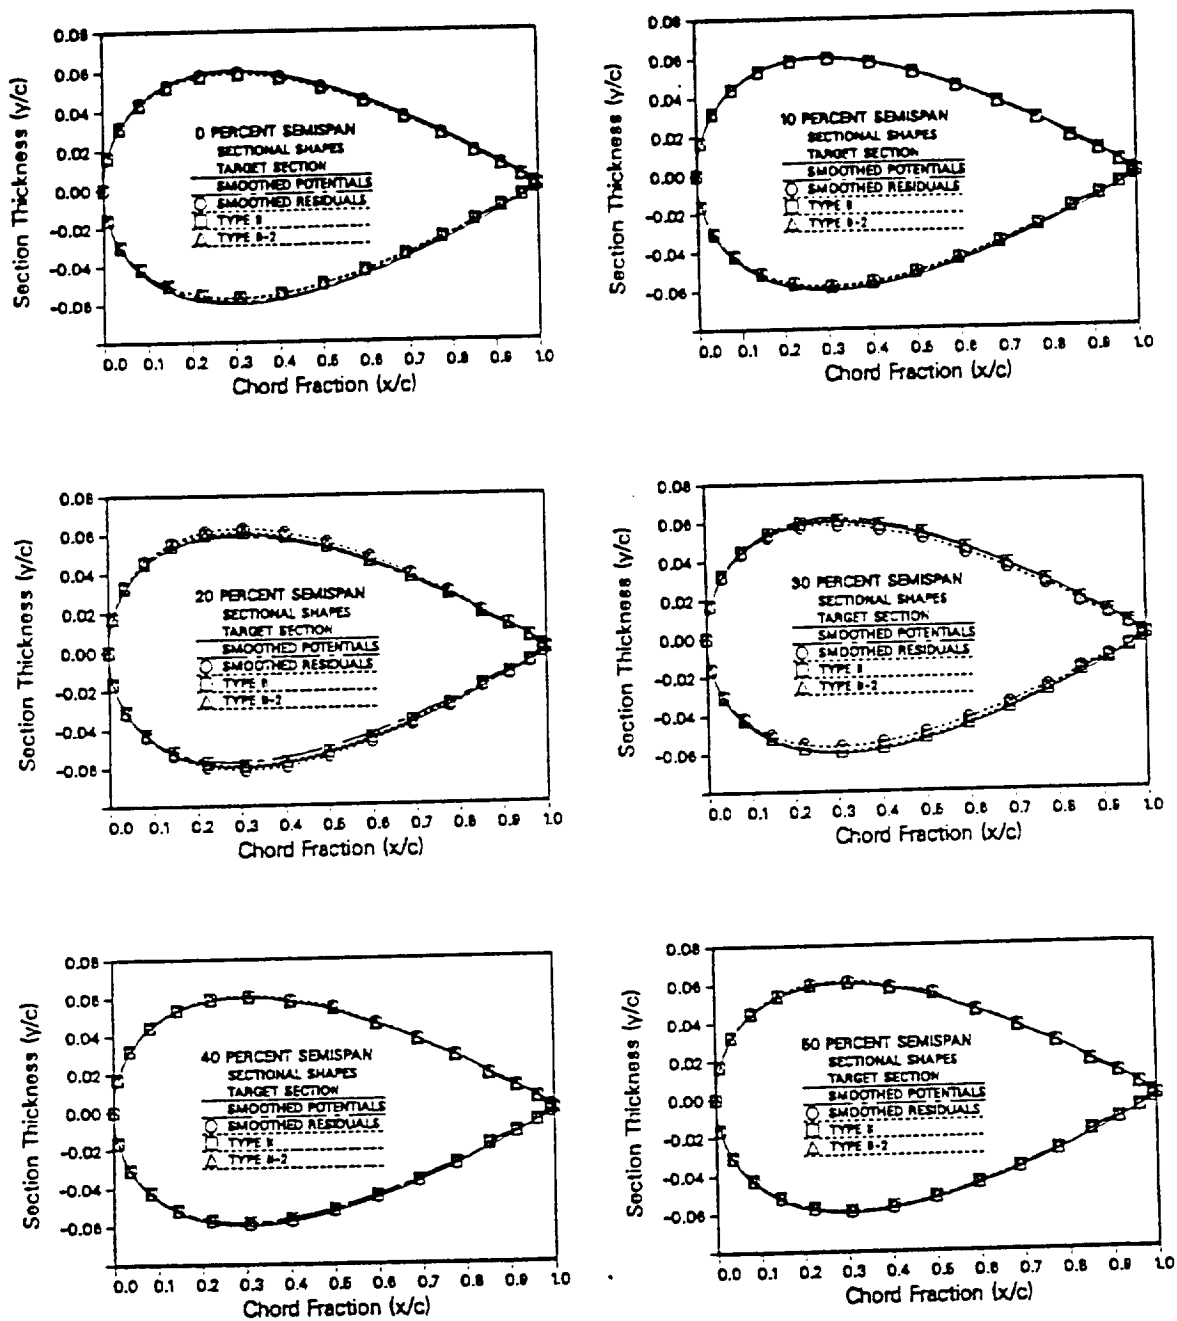 0.08
0.06
0.04
0.02
0.00
-0.02
-0.04
-0.06
Section Thickness (y/c)
0 PERCENT SEMISPAN
SECTIONAL SHAPES
TARGET SECTION
SMOOTHED POTENTIALS
SMOOTHED RESIDUALS
TYPE B
TYPE B-2
0.0 0.1 0.2 0.3 0.4 0.5 0.6 0.7 0.8 0.9 1.0
Chord Fraction (x/c)
0.08
0.06
0.04
0.02
0.00
-0.02
-0.04
-0.06
Section Thickness (y/c)
10 PERCENT SEMISPAN
SECTIONAL SHAPES
TARGET SECTION
SMOOTHED POTENTIALS
SMOOTHED RESIDUALS
TYPE B
TYPE B-2
0.0 0.1 0.2 0.3 0.4 0.5 0.6 0.7 0.8 0.9 1.0
Chord Fraction (x/c)
0.08
0.06
0.04
0.02
0.00
-0.02
-0.04
-0.06
Section Thickness (y/c)
20 PERCENT SEMISPAN
SECTIONAL SHAPES
TARGET SECTION
SMOOTHED POTENTIALS
SMOOTHED RESIDUALS
TYPE B
TYPE B-2
0.0 0.1 0.2 0.3 0.4 0.5 0.6 0.7 0.8 0.9 1.0
Chord Fraction (x/c)
0.08
0.06
0.04
0.02
0.00
-0.02
-0.04
-0.06
Section Thickness (y/c)
30 PERCENT SEMISPAN
SECTIONAL SHAPES
TARGET SECTION
SMOOTHED POTENTIALS
SMOOTHED RESIDUALS
TYPE B
TYPE B-2
0.0 0.1 0.2 0.3 0.4 0.5 0.6 0.7 0.8 0.9 1.0
Chord Fraction (x/c)
0.08
0.06
0.04
0.02
0.00
-0.02
-0.04
-0.06
Section Thickness (y/c)
40 PERCENT SEMISPAN
SECTIONAL SHAPES
TARGET SECTION
SMOOTHED POTENTIALS
SMOOTHED RESIDUALS
TYPE B
TYPE B-2
0.0 0.1 0.2 0.3 0.4 0.5 0.6 0.7 0.8 0.9 1.0
Chord Fraction (x/c)
0.08
0.06
0.04
0.02
0.00
-0.02
-0.04
-0.06
Section Thickness (y/c)
50 PERCENT SEMISPAN
SECTIONAL SHAPES
TARGET SECTION
SMOOTHED POTENTIALS
SMOOTHED RESIDUALS
TYPE B
TYPE B-2
0.0 0.1 0.2 0.3 0.4 0.5 0.6 0.7 0.8 0.9 1.0
Chord Fraction (x/c)